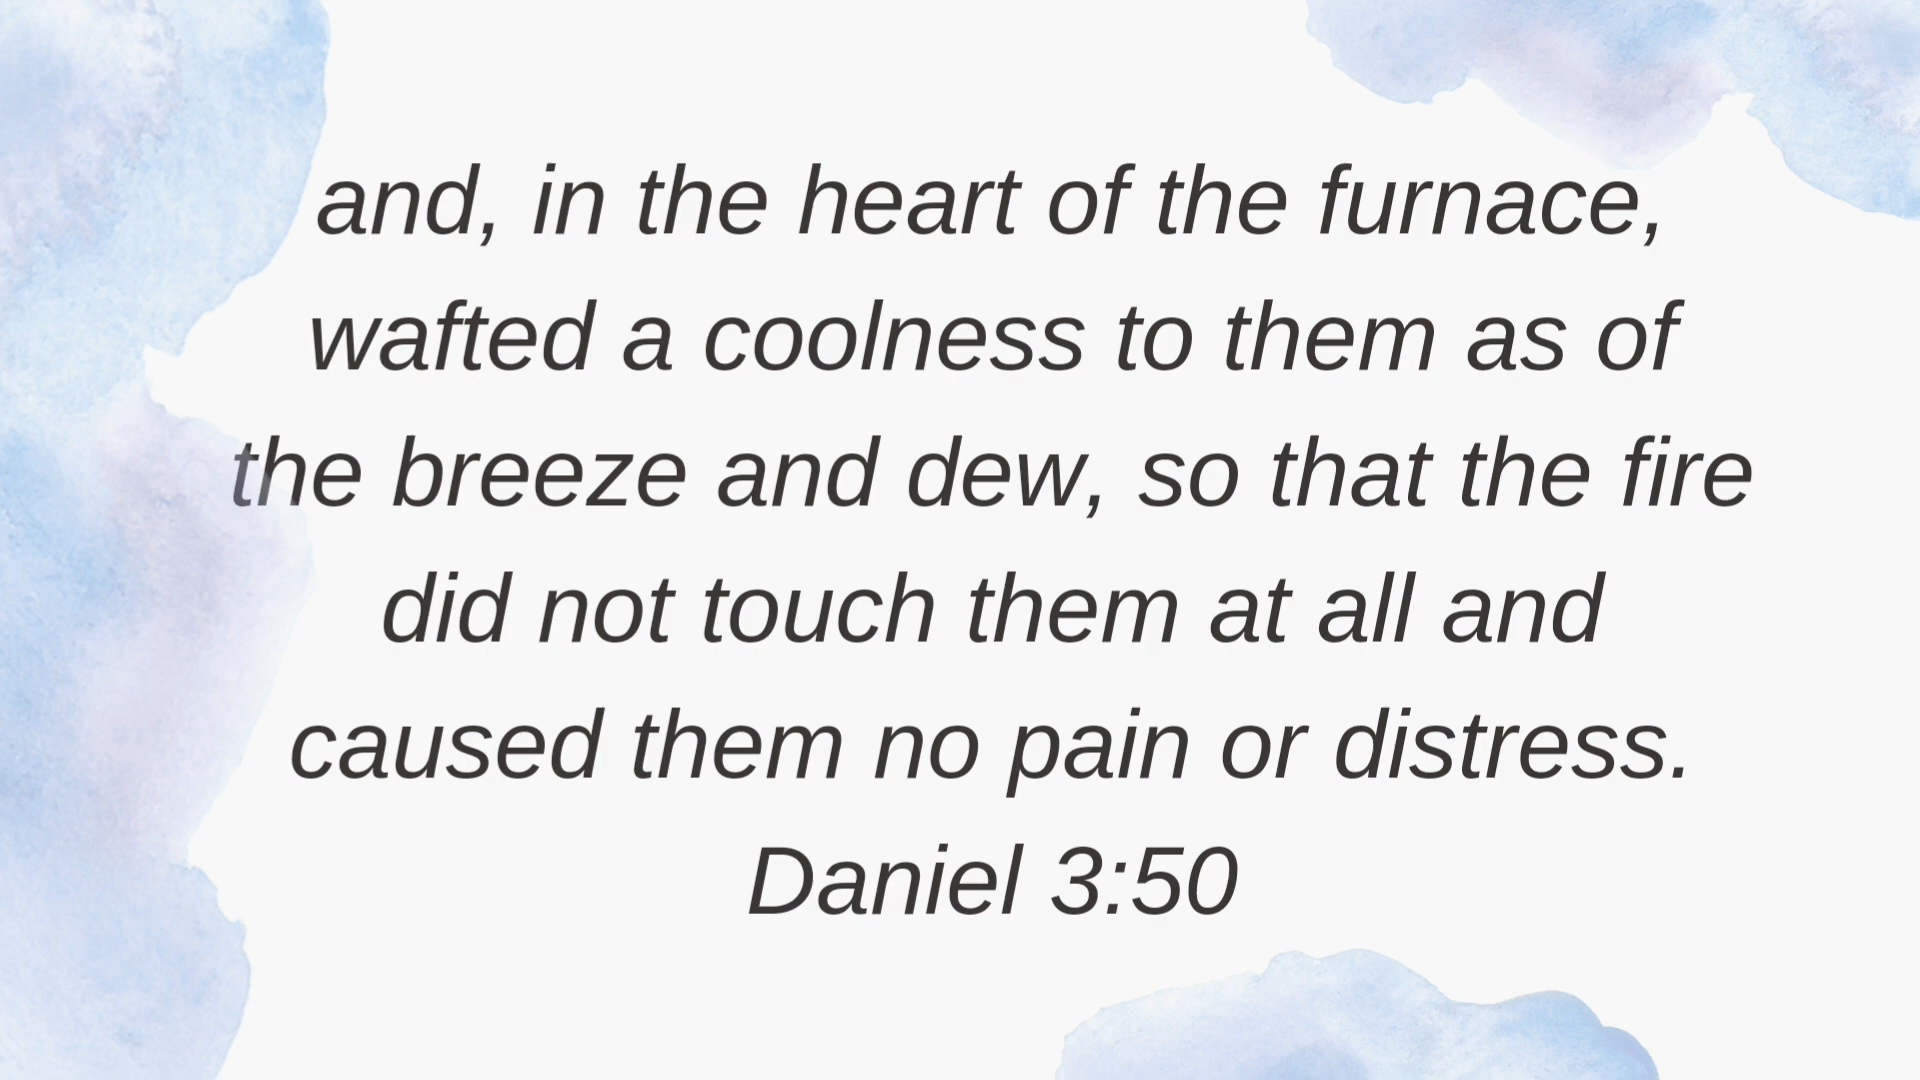 and, in the heart of the furnace,
wafted a coolness to them as of
the breeze and dew, so that the fire
did not touch them at all and
caused them no pain or distress.
Daniel 3:50